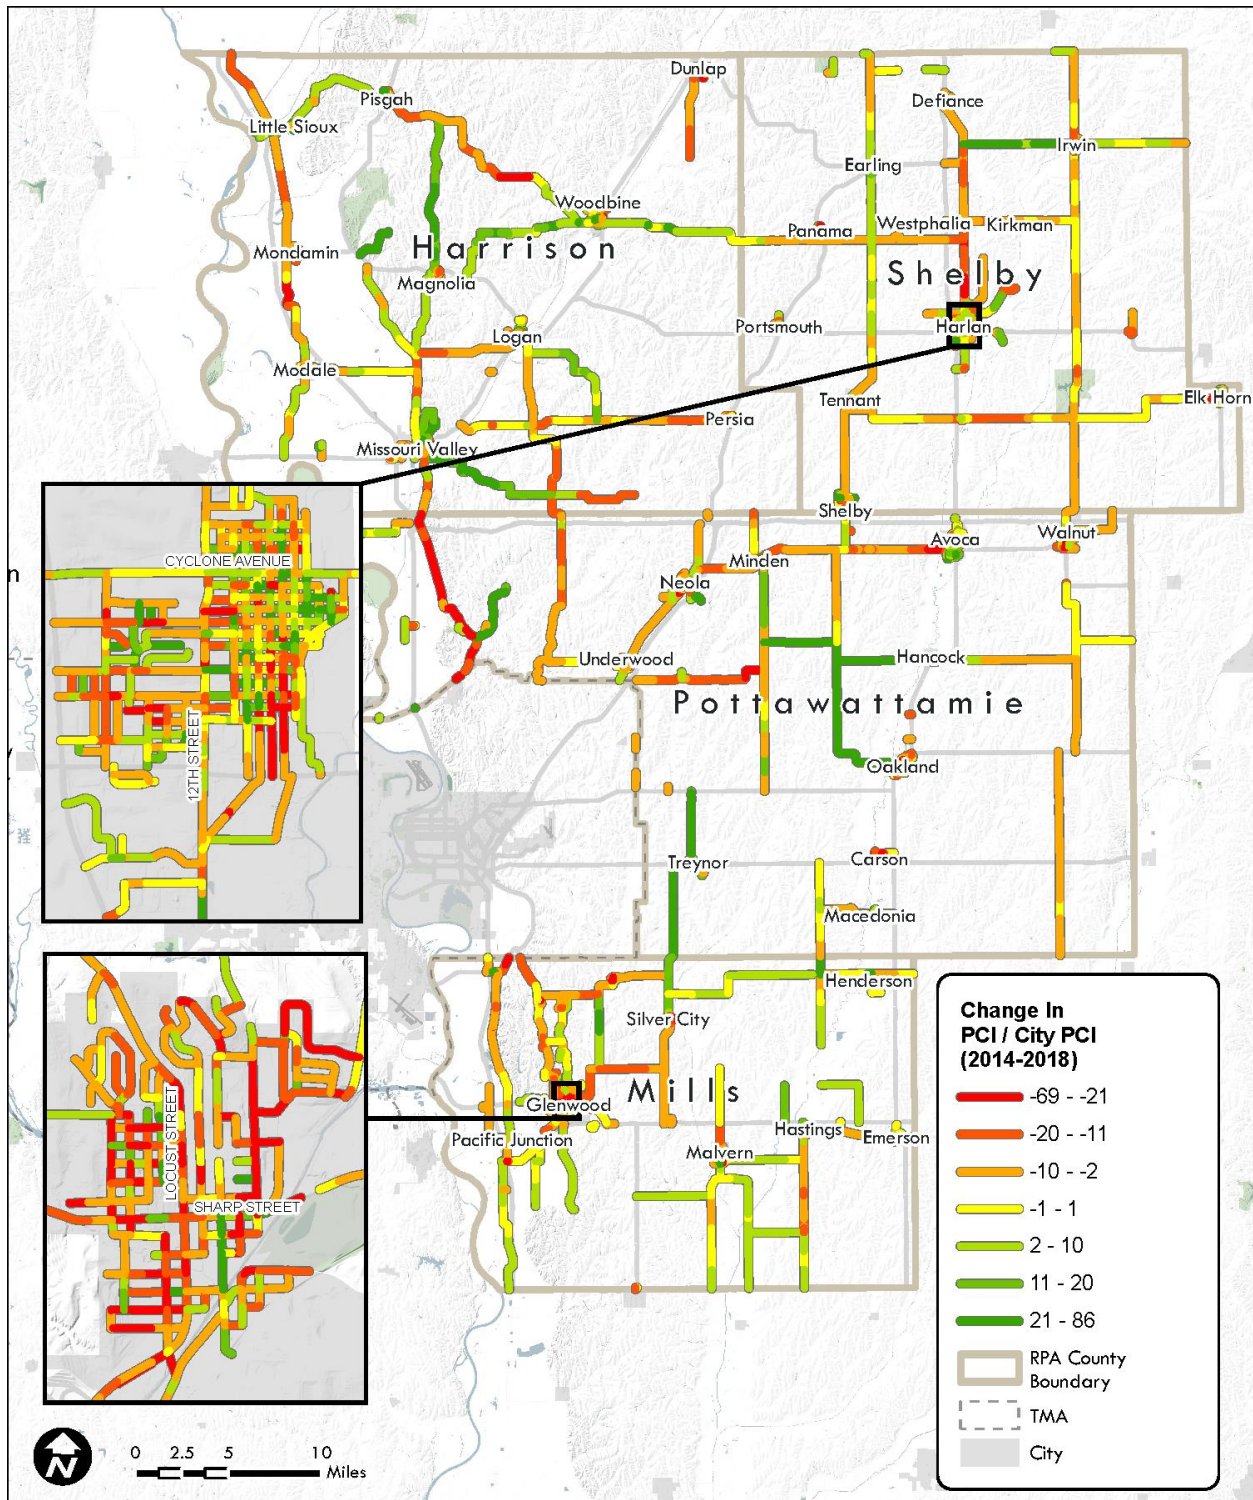 Dunlap
Pisgah
Defiance
Little Sioux
Irwin
Earling
Woodbine
Panama
Westphalia
Kirkman
Harrison
Mondamin
Shelby
Magnolia
Portsmouth
Harlan
Logan
Modale
Tennant
Elk Horn
Persia
Missouri Valley
Shelby
Avoca
Walnut
CYCLONE AVENUE
Minden
n
Neola
Underwood
Hancock
Pottawattamie
12TH STREET
Oakland
Treynor
Carson
Macedonia
Henderson
Silver City
Mills
Glenwood
Pacific Junction
Hastings
Emerson
Malvern
LOCUST STREET
SHARP STREET
Change In
PCI / City PCI
(2014-2018)
-69 - -21
-20 - -11
-10 - -2
-1 - 1
2 - 10
11 - 20
21 - 86
RPA County
Boundary
TMA
City
N
0 2.5 5 10
Miles